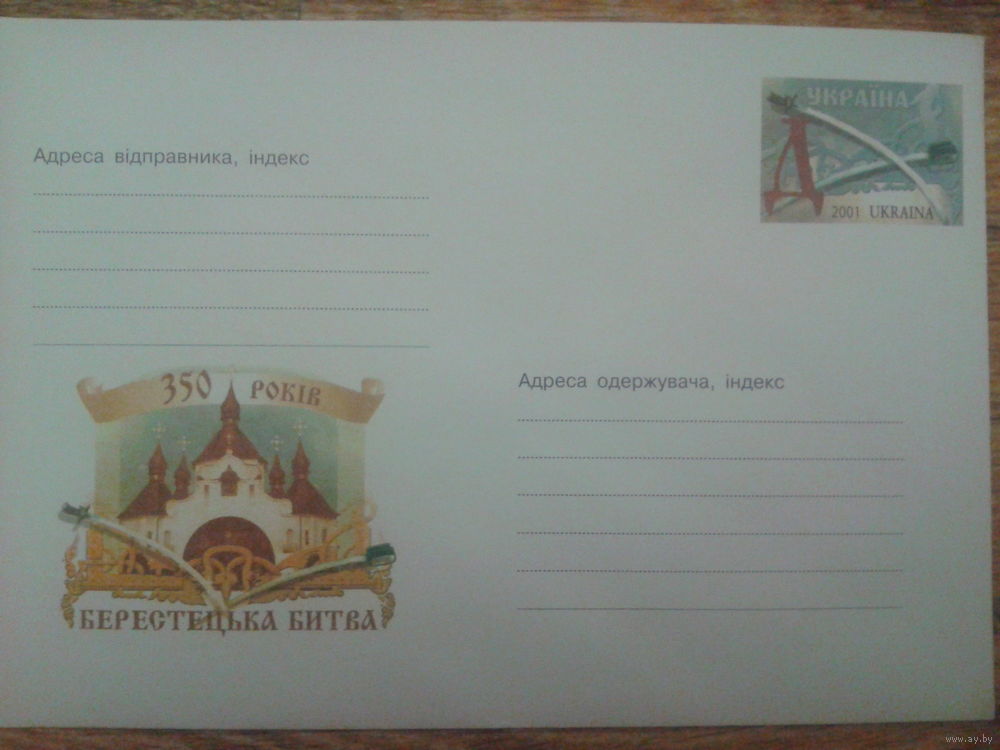 УКРАЇНА
Д
2001 UKRAINA
Адреса відправника, індекс
350 РОКІВ
БЕРЕСТЕЦЬКА БИТВА
Адреса одержувача, індекс
www.ay.by